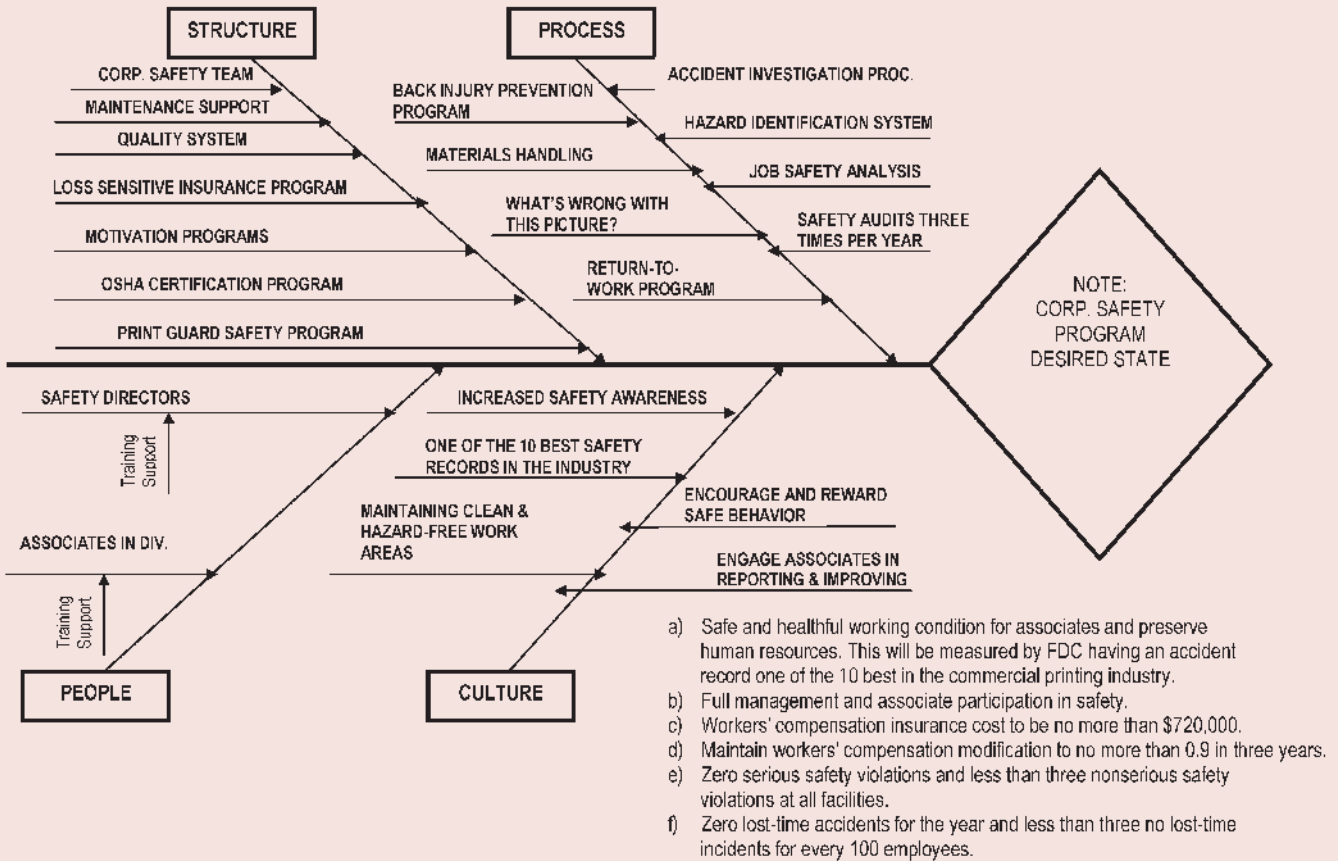 STRUCTURE
CORP. SAFETY TEAM
MAINTENANCE SUPPORT
QUALITY SYSTEM
LOSS SENSITIVE INSURANCE PROGRAM
MOTIVATION PROGRAMS
OSHA CERTIFICATION PROGRAM
PRINT GUARD SAFETY PROGRAM
PROCESS
BACK INJURY PREVENTION
PROGRAM
MATERIALS HANDLING
WHAT'S WRONG WITH
THIS PICTURE?
RETURN-TO-
WORK PROGRAM
ACCIDENT INVESTIGATION PROC.
HAZARD IDENTIFICATION SYSTEM
JOB SAFETY ANALYSIS
SAFETY AUDITS THREE
TIMES PER YEAR
NOTE:
CORP. SAFETY
PROGRAM
DESIRED STATE
SAFETY DIRECTORS
Training
Support
ASSOCIATES IN DIV.
Training
Support
PEOPLE
INCREASED SAFETY AWARENESS
ONE OF THE 10 BEST SAFETY
RECORDS IN THE INDUSTRY
MAINTAINING CLEAN &
HAZARD-FREE WORK
AREAS
ENCOURAGE AND REWARD
SAFE BEHAVIOR
ENGAGE ASSOCIATES IN
REPORTING & IMPROVING
CULTURE
a) Safe and healthful working condition for associates and preserve
human resources. This will be measured by FDC having an accident
record one of the 10 best in the commercial printing industry.
b) Full management and associate participation in safety.
c) Workers' compensation insurance cost to be no more than $720,000.
d) Maintain workers' compensation modification to no more than 0.9 in three years.
e) Zero serious safety violations and less than three nonserious safety
violations at all facilities.
f) Zero lost-time accidents for the year and less than three no lost-time
incidents for every 100 employees.